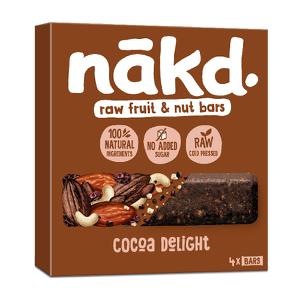 nākd.
raw fruit & nut bars
100%
NATURAL
INGREDIENTS
NO ADDED
SUGAR
RAW
COLD PRESSED
COCOA DELIGHT
4x BARS